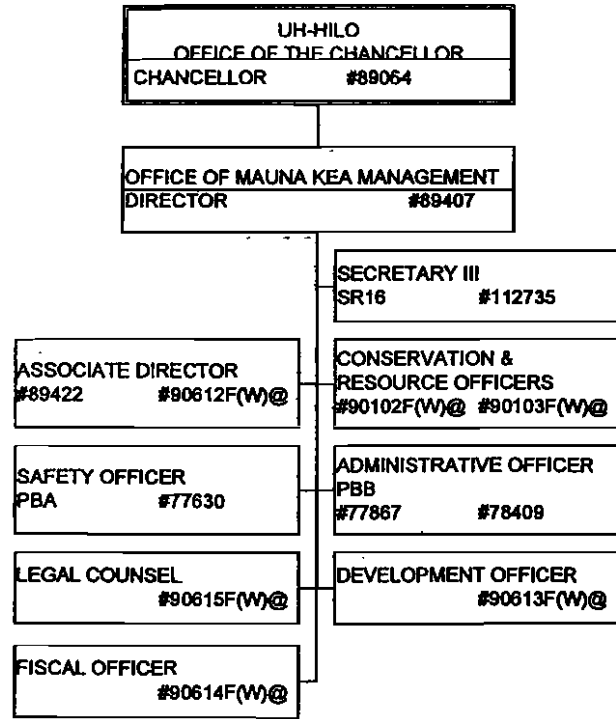 UH-HILO
OFFICE OF THE CHANCELLOR
CHANCELLOR #89064
OFFICE OF MAUNA KEA MANAGEMENT
DIRECTOR #89407
SECRETARY III
SR16 #112735
ASSOCIATE DIRECTOR
#89422 #90612F(W)@
CONSERVATION &
RESOURCE OFFICERS
#90102F(W)@ #90103F(W)@
SAFETY OFFICER
PBA #77630
ADMINISTRATIVE OFFICER
PBB
#77867 #78409
LEGAL COUNSEL
#90615F(W)@
DEVELOPMENT OFFICER
#90613F(W)@
FISCAL OFFICER
#90614F(W)@